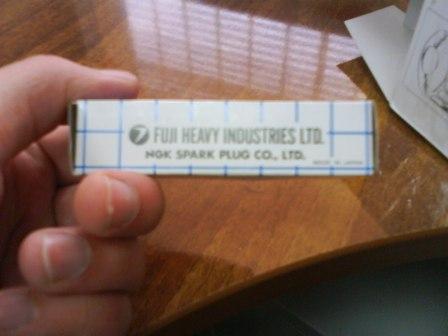 FUJI HEAVY INDUSTRIES LTD.
NGK SPARK PLUG CO., LTD.
MADE IN JAPAN